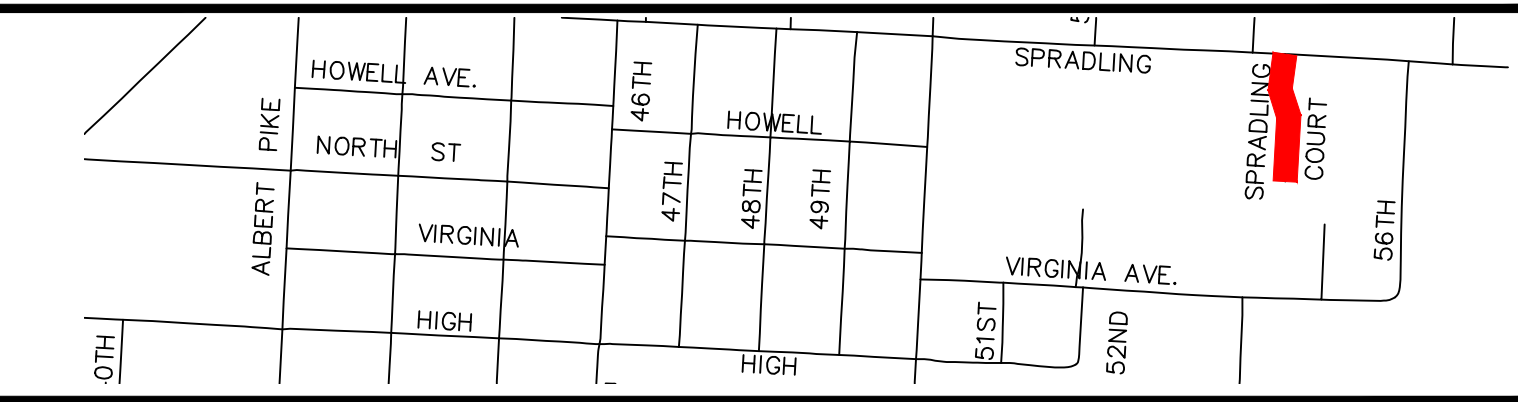 SPRADLING
HOWELL AVE.
46TH
SPRADLING
COURT
PIKE
HOWELL
NORTH ST
47TH
48TH
49TH
ALBERT
VIRGINIA
56TH
VIRGINIA AVE.
HIGH
51ST
52ND
HIGH